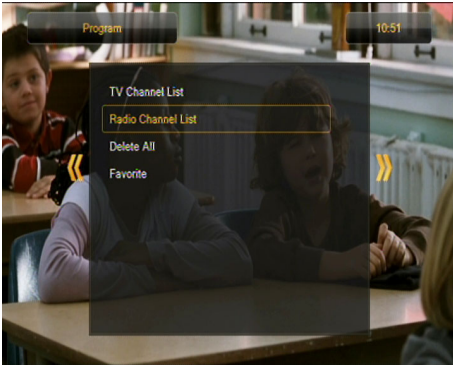 Program
10:51
TV Channel List
Radio Channel List
Delete All
Favorite